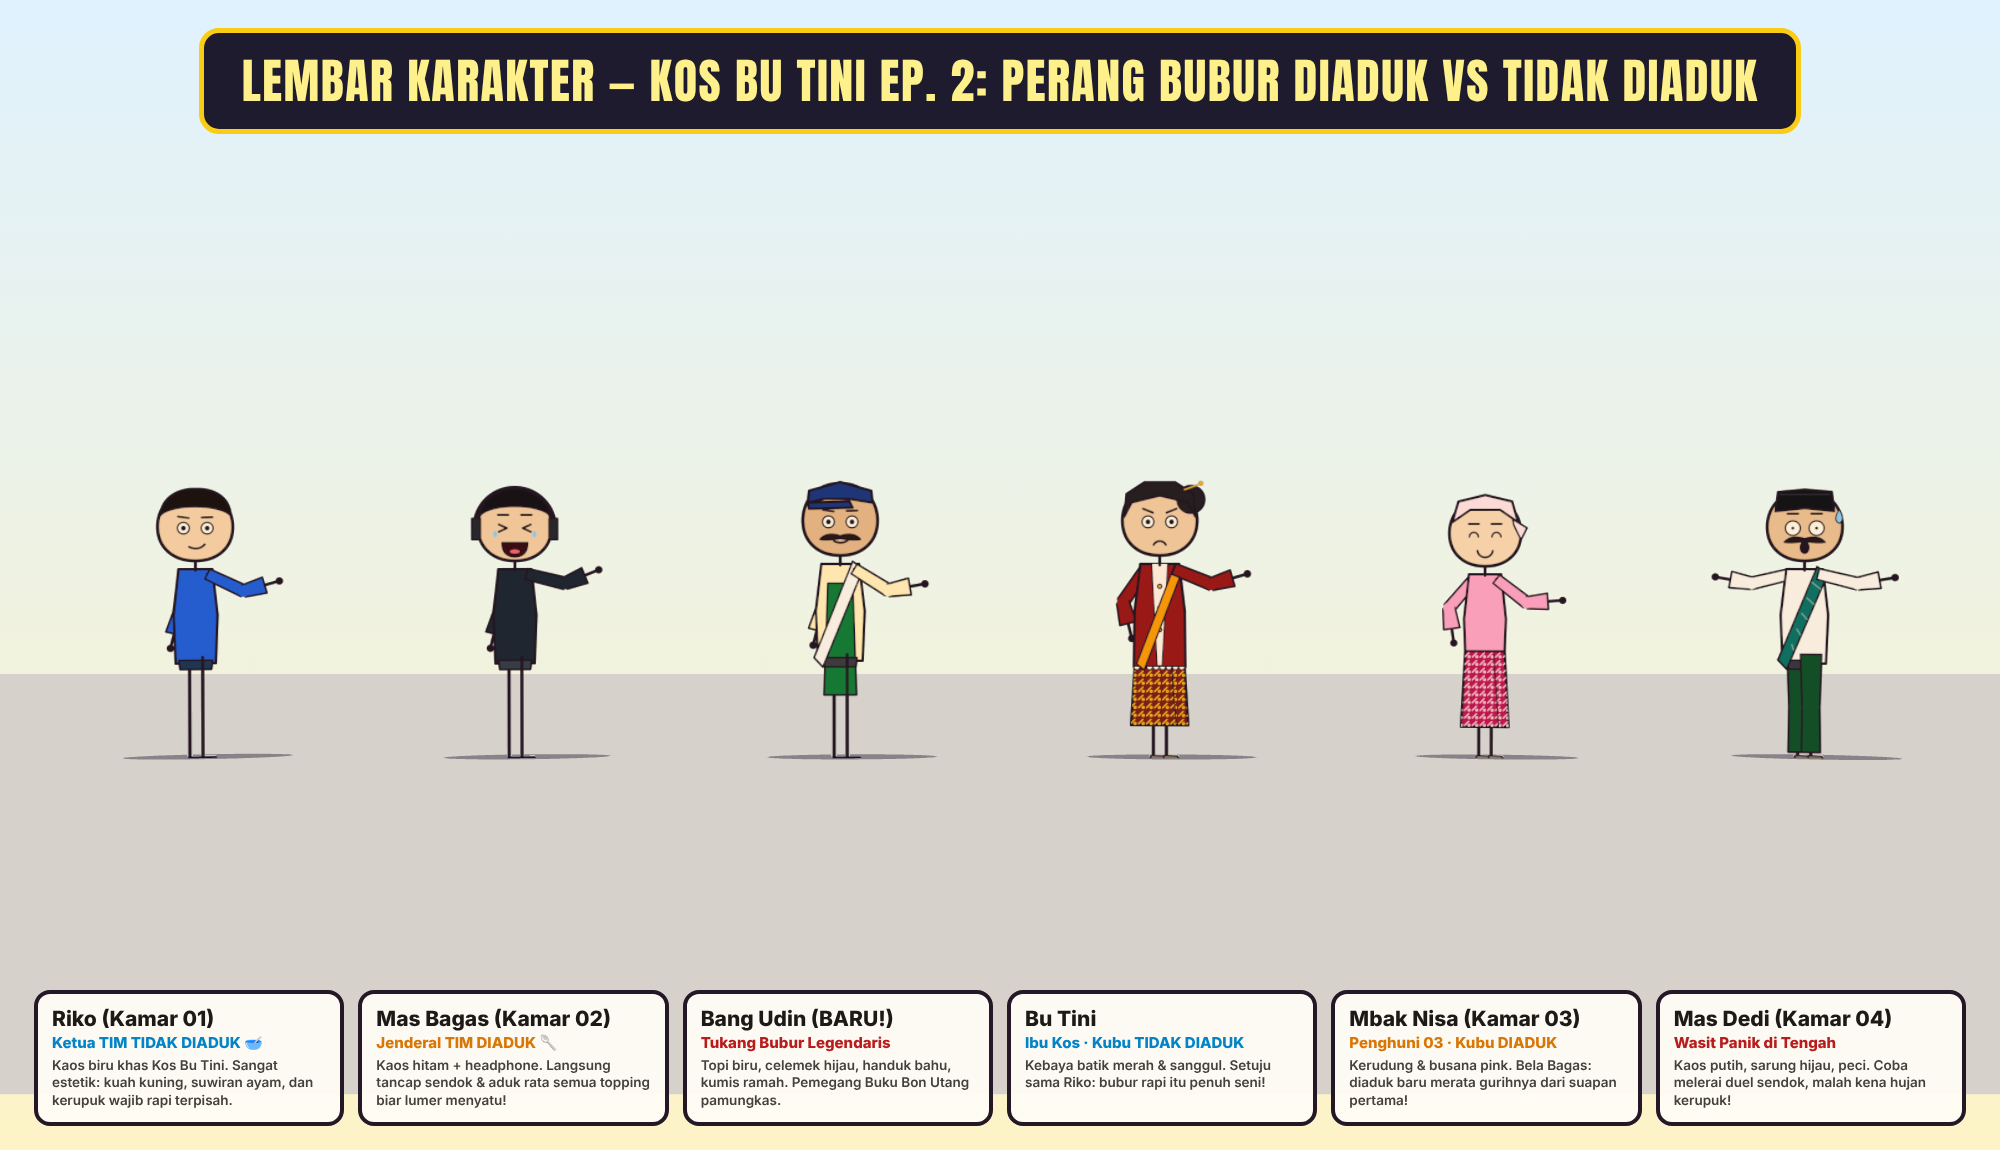 LEMBAR KARAKTER – KOS BU TINI EP. 2: PERANG BUBUR DIADUK VS TIDAK DIADUK
Riko (Kamar 01)
Ketua TIM TIDAK DIADUK 🥣
Kaos biru khas Kos Bu Tini. Sangat
estetik: kuah kuning, suwiran ayam, dan
kerupuk wajib rapi terpisah.
Mas Bagas (Kamar 02)
Jenderal TIM DIADUK 🥄
Kaos hitam + headphone. Langsung
tancap sendok & aduk rata semua topping
biar lumer menyatu!
Bang Udin (BARU!)
Tukang Bubur Legendaris
Topi biru, celemek hijau, handuk bahu,
kumis ramah. Pemegang Buku Bon Utang
pamungkas.
Bu Tini
Ibu Kos · Kubu TIDAK DIADUK
Kebaya batik merah & sanggul. Setuju
sama Riko: bubur rapi itu penuh seni!
Mbak Nisa (Kamar 03)
Penghuni 03 · Kubu DIADUK
Kerudung & busana pink. Bela Bagas:
diaduk baru merata gurihnya dari suapan
pertama!
Mas Dedi (Kamar 04)
Wasit Panik di Tengah
Kaos putih, sarung hijau, peci. Coba
melerai duel sendok, malah kena hujan
kerupuk!